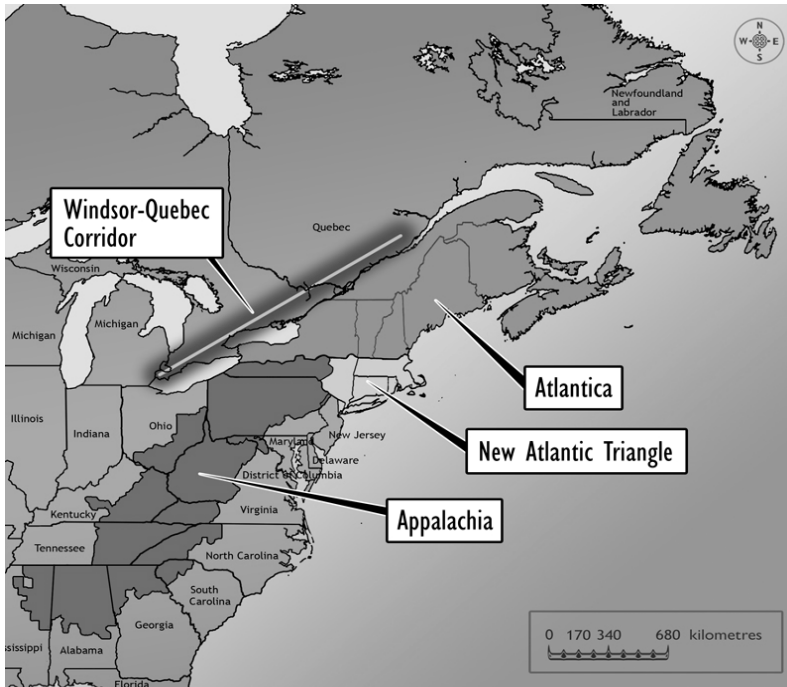 N
W E
S
Newfoundland
and
Labrador
Windsor-Quebec
Corridor
Quebec
Wisconsin
Michigan
Michigan
Atlantica
Illinois
Indiana
Ohio
New Jersey
New Atlantic Triangle
Maryland
Delaware
District of Columbia
Kentucky
Virginia
Appalachia
Tennessee
North Carolina
South
Carolina
Georgia
0 170 340 680 kilometres
ssissippi
Alabama
Florida